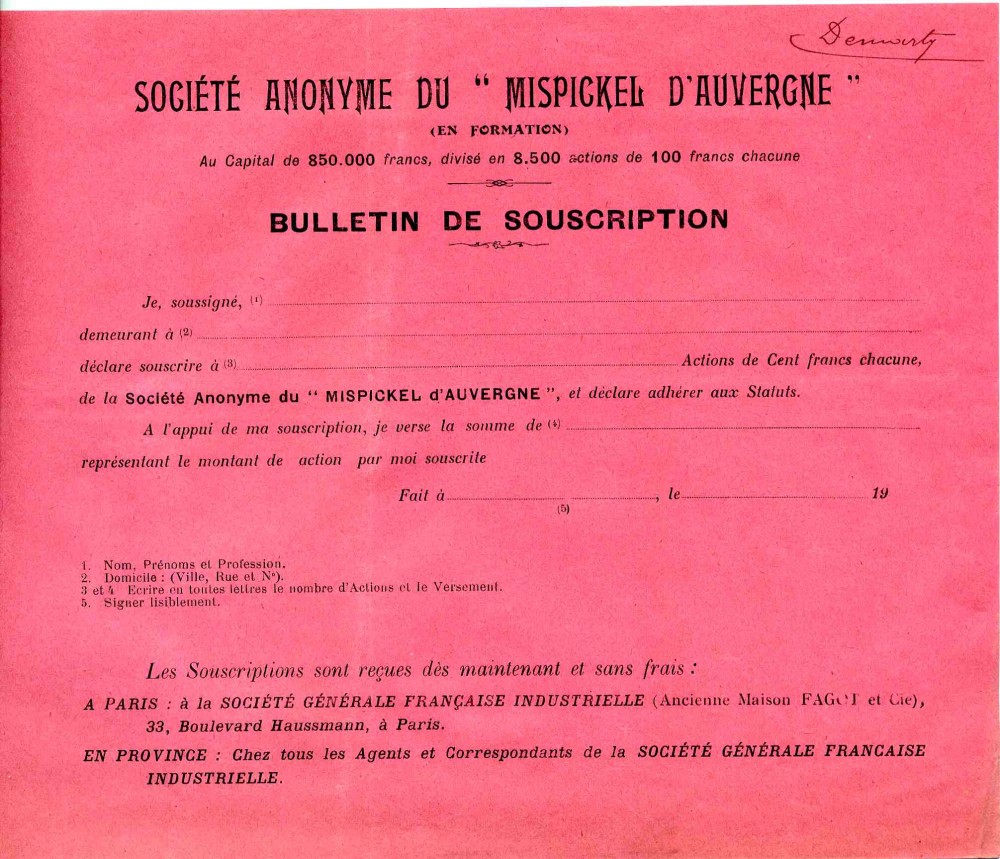 Demarty
SOCIÉTÉ ANONYME DU “ MISPICKEL D'AUVERGNE ”
(EN FORMATION)
Au Capital de 850.000 francs, divisé en 8.500 actions de 100 francs chacune
BULLETIN DE SOUSCRIPTION
Je, soussigné, (1)
demeurant à (2)
déclare souscrire à (3) Actions de Cent francs chacune,
de la Société Anonyme du “ MISPICKEL d'AUVERGNE ”, et déclare adhérer aux Statuts.
A l'appui de ma souscription, je verse la somme de (4)
représentant le montant de action par moi souscrite
Fait à , le 19
(5)
1. Nom, Prénoms et Profession.
2. Domicile : (Ville, Rue et N°).
3 et 4 Ecrire en toutes lettres le nombre d'Actions et le Versement.
5. Signer lisiblement.
Les Souscriptions sont reçues dès maintenant et sans frais :
A PARIS : à la SOCIÉTÉ GÉNÉRALE FRANÇAISE INDUSTRIELLE (Ancienne Maison FAGOT et Cie),
33, Boulevard Haussmann, à Paris.
EN PROVINCE : Chez tous les Agents et Correspondants de la SOCIÉTÉ GÉNÉRALE FRANCAISE
INDUSTRIELLE.